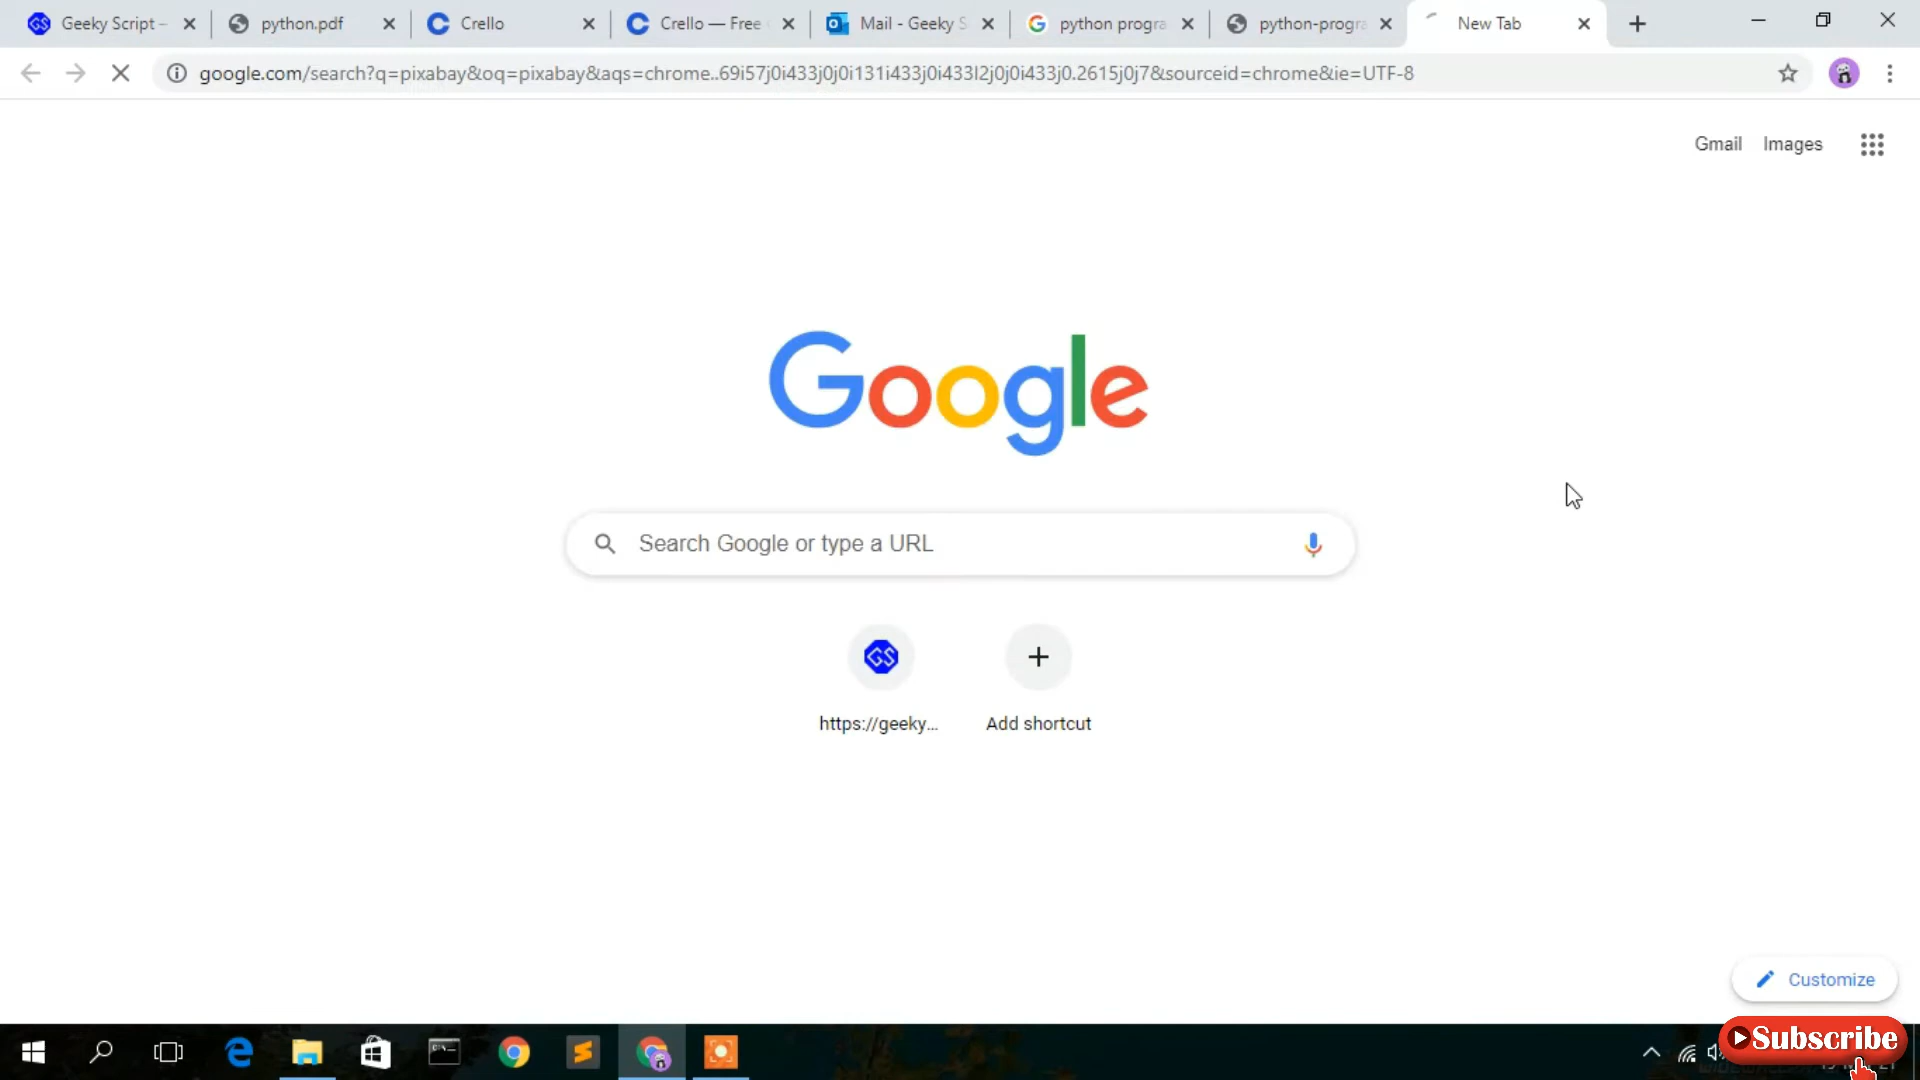 Geeky Script –
python.pdf
Crello
Crello — Free
Mail - Geeky S
python progra
python-progra
New Tab
google.com/search?q=pixabay&oq=pixabay&aqs=chrome..69i57j0i433j0j0i131i433j0i433l2j0j0i433j0.2615j0j7&sourceid=chrome&ie=UTF-8
Gmail Images
Google
Search Google or type a URL
GS
https://geeky...
Add shortcut
Customize
Subscribe